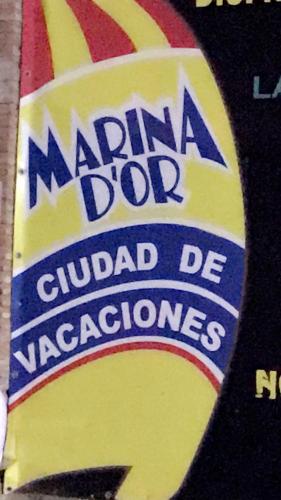 MARINA
D'OR
CIUDAD DE
VACACIONES